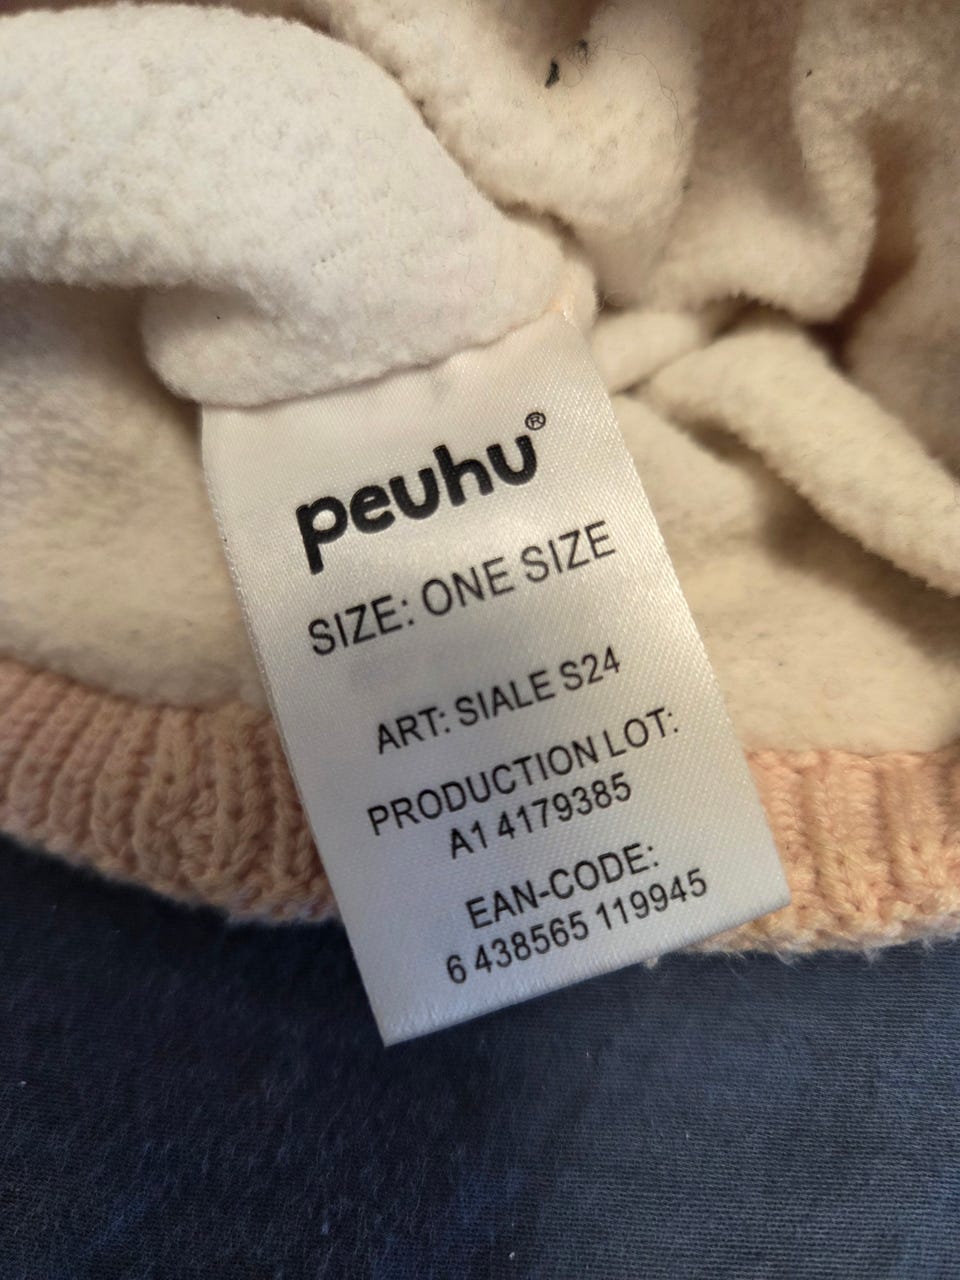 peuhu®
SIZE: ONE SIZE
ART: SIALE S24
PRODUCTION LOT:
A1 4179385
EAN-CODE:
6 438565 119945